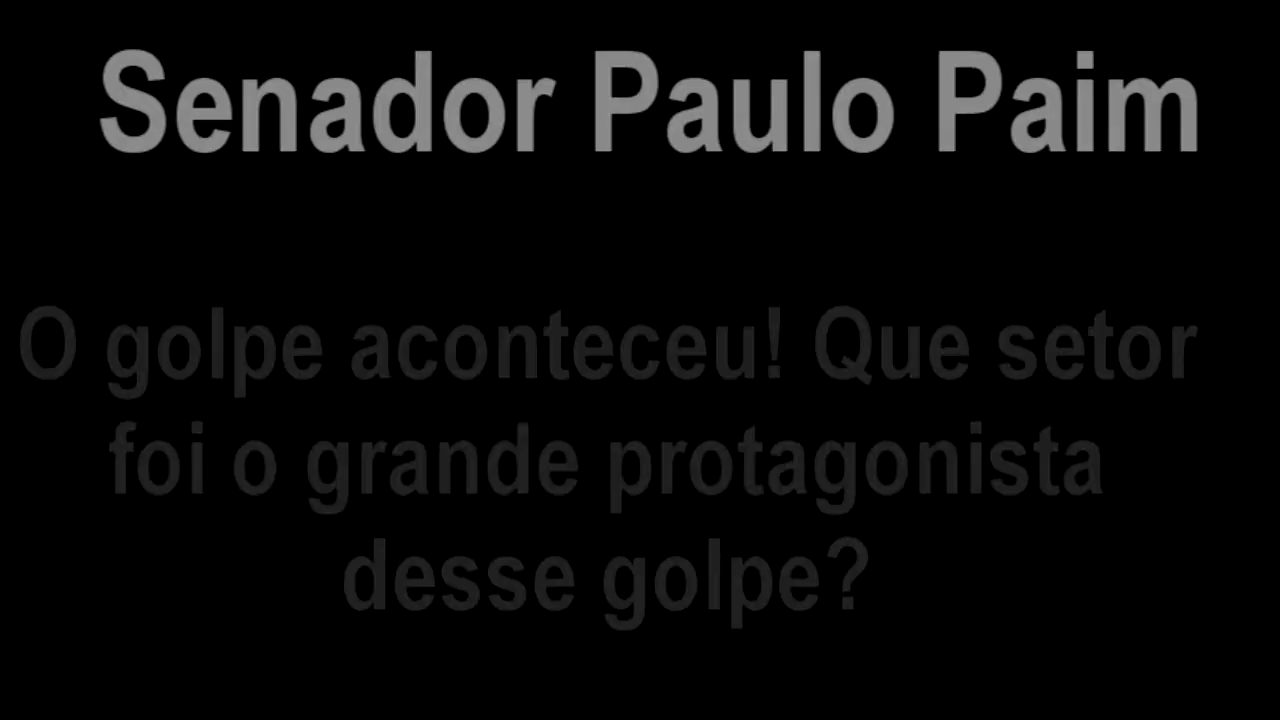 Senador Paulo Paim
O golpe aconteceu! Que setor
foi o grande protagonista
desse golpe?